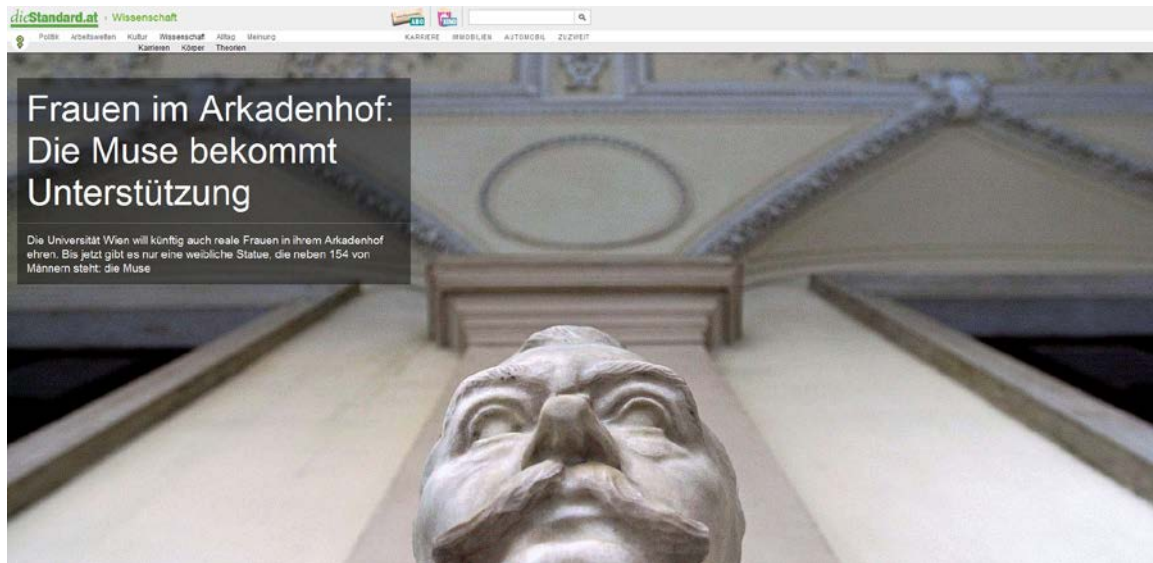 dieStandard.at › Wissenschaft
ABO
Politik Arbeitswelten Kultur Wissenschaft Alltag Meinung
KARRIERE IMMOBILIEN AUTOMOBIL ZUZWEIT
Karrieren Körper Theorien
Frauen im Arkadenhof:
Die Muse bekommt
Unterstützung
Die Universität Wien will künftig auch reale Frauen in ihrem Arkadenhof
ehren. Bis jetzt gibt es nur eine weibliche Statue, die neben 154 von
Männern steht: die Muse